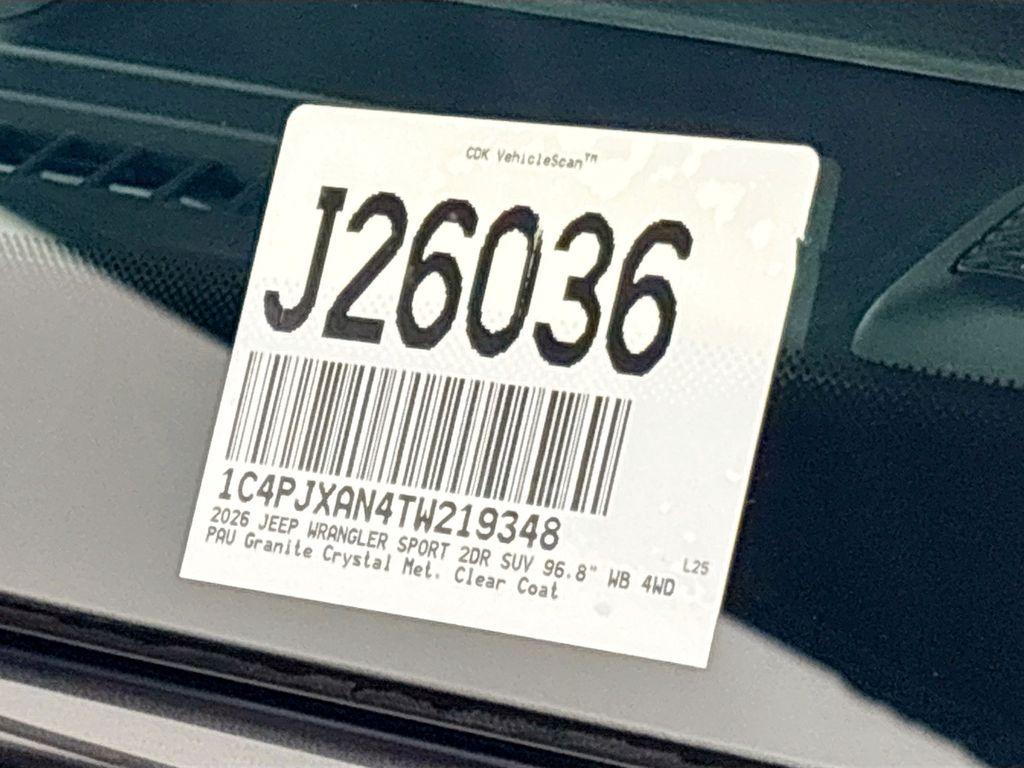 CDK VehicleScan™
J26036
1C4PJXAN4TW219348
2026 JEEP WRANGLER SPORT 2DR SUV 96.8" WB 4WD
L25
PAU Granite Crystal Met. Clear Coat